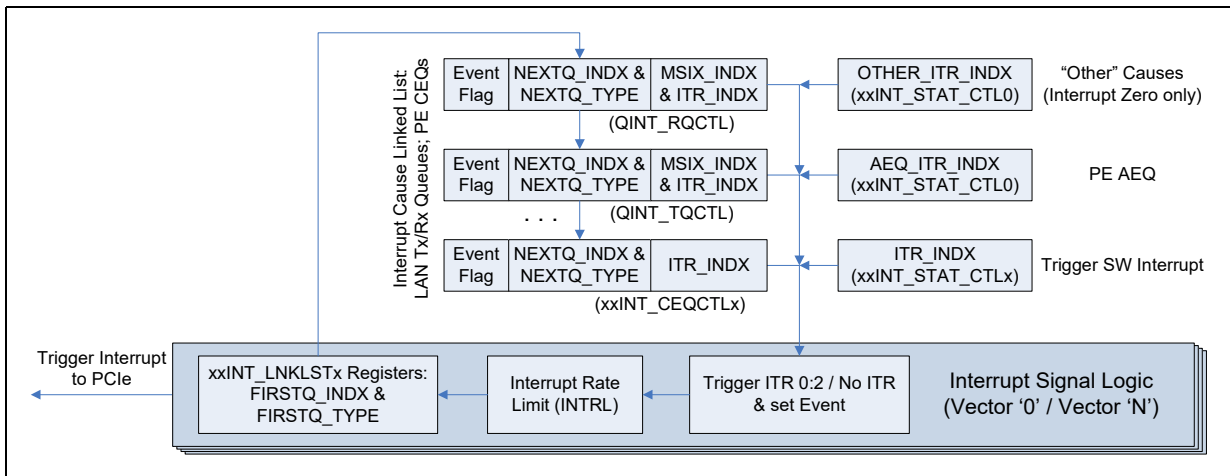 Interrupt Cause Linked List:
LAN Tx/Rx Queues; PE CEQs
Event
Flag
NEXTQ_INDX &
NEXTQ_TYPE
MSIX_INDX
& ITR_INDX
(QINT_RQCTL)
OTHER_ITR_INDX
(xxINT_STAT_CTL0)
“Other” Causes
(Interrupt Zero only)
Event
Flag
NEXTQ_INDX &
NEXTQ_TYPE
MSIX_INDX
& ITR_INDX
(QINT_TQCTL)
AEQ_ITR_INDX
(xxINT_STAT_CTL0)
PE AEQ
. . .
Event
Flag
NEXTQ_INDX &
NEXTQ_TYPE
ITR_INDX
(xxINT_CEQCTLx)
ITR_INDX
(xxINT_STAT_CTLx)
Trigger SW Interrupt
Trigger Interrupt
to PCIe
xxINT_LNKLSTx Registers:
FIRSTQ_INDX &
FIRSTQ_TYPE
Interrupt Rate
Limit (INTRL)
Trigger ITR 0:2 / No ITR
& set Event
Interrupt Signal Logic
(Vector ‘0’ / Vector ‘N’)